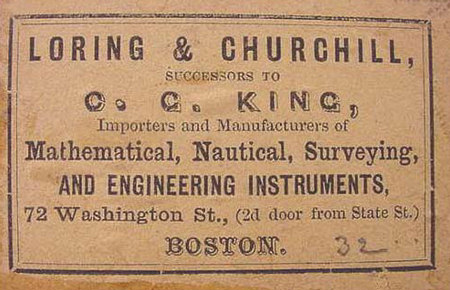 LORING & CHURCHILL,
SUCCESSORS TO
C. G. KING,
Importers and Manufacturers of
Mathematical, Nautical, Surveying,
AND ENGINEERING INSTRUMENTS,
72 Washington St., (2d door from State St.)
BOSTON. 32